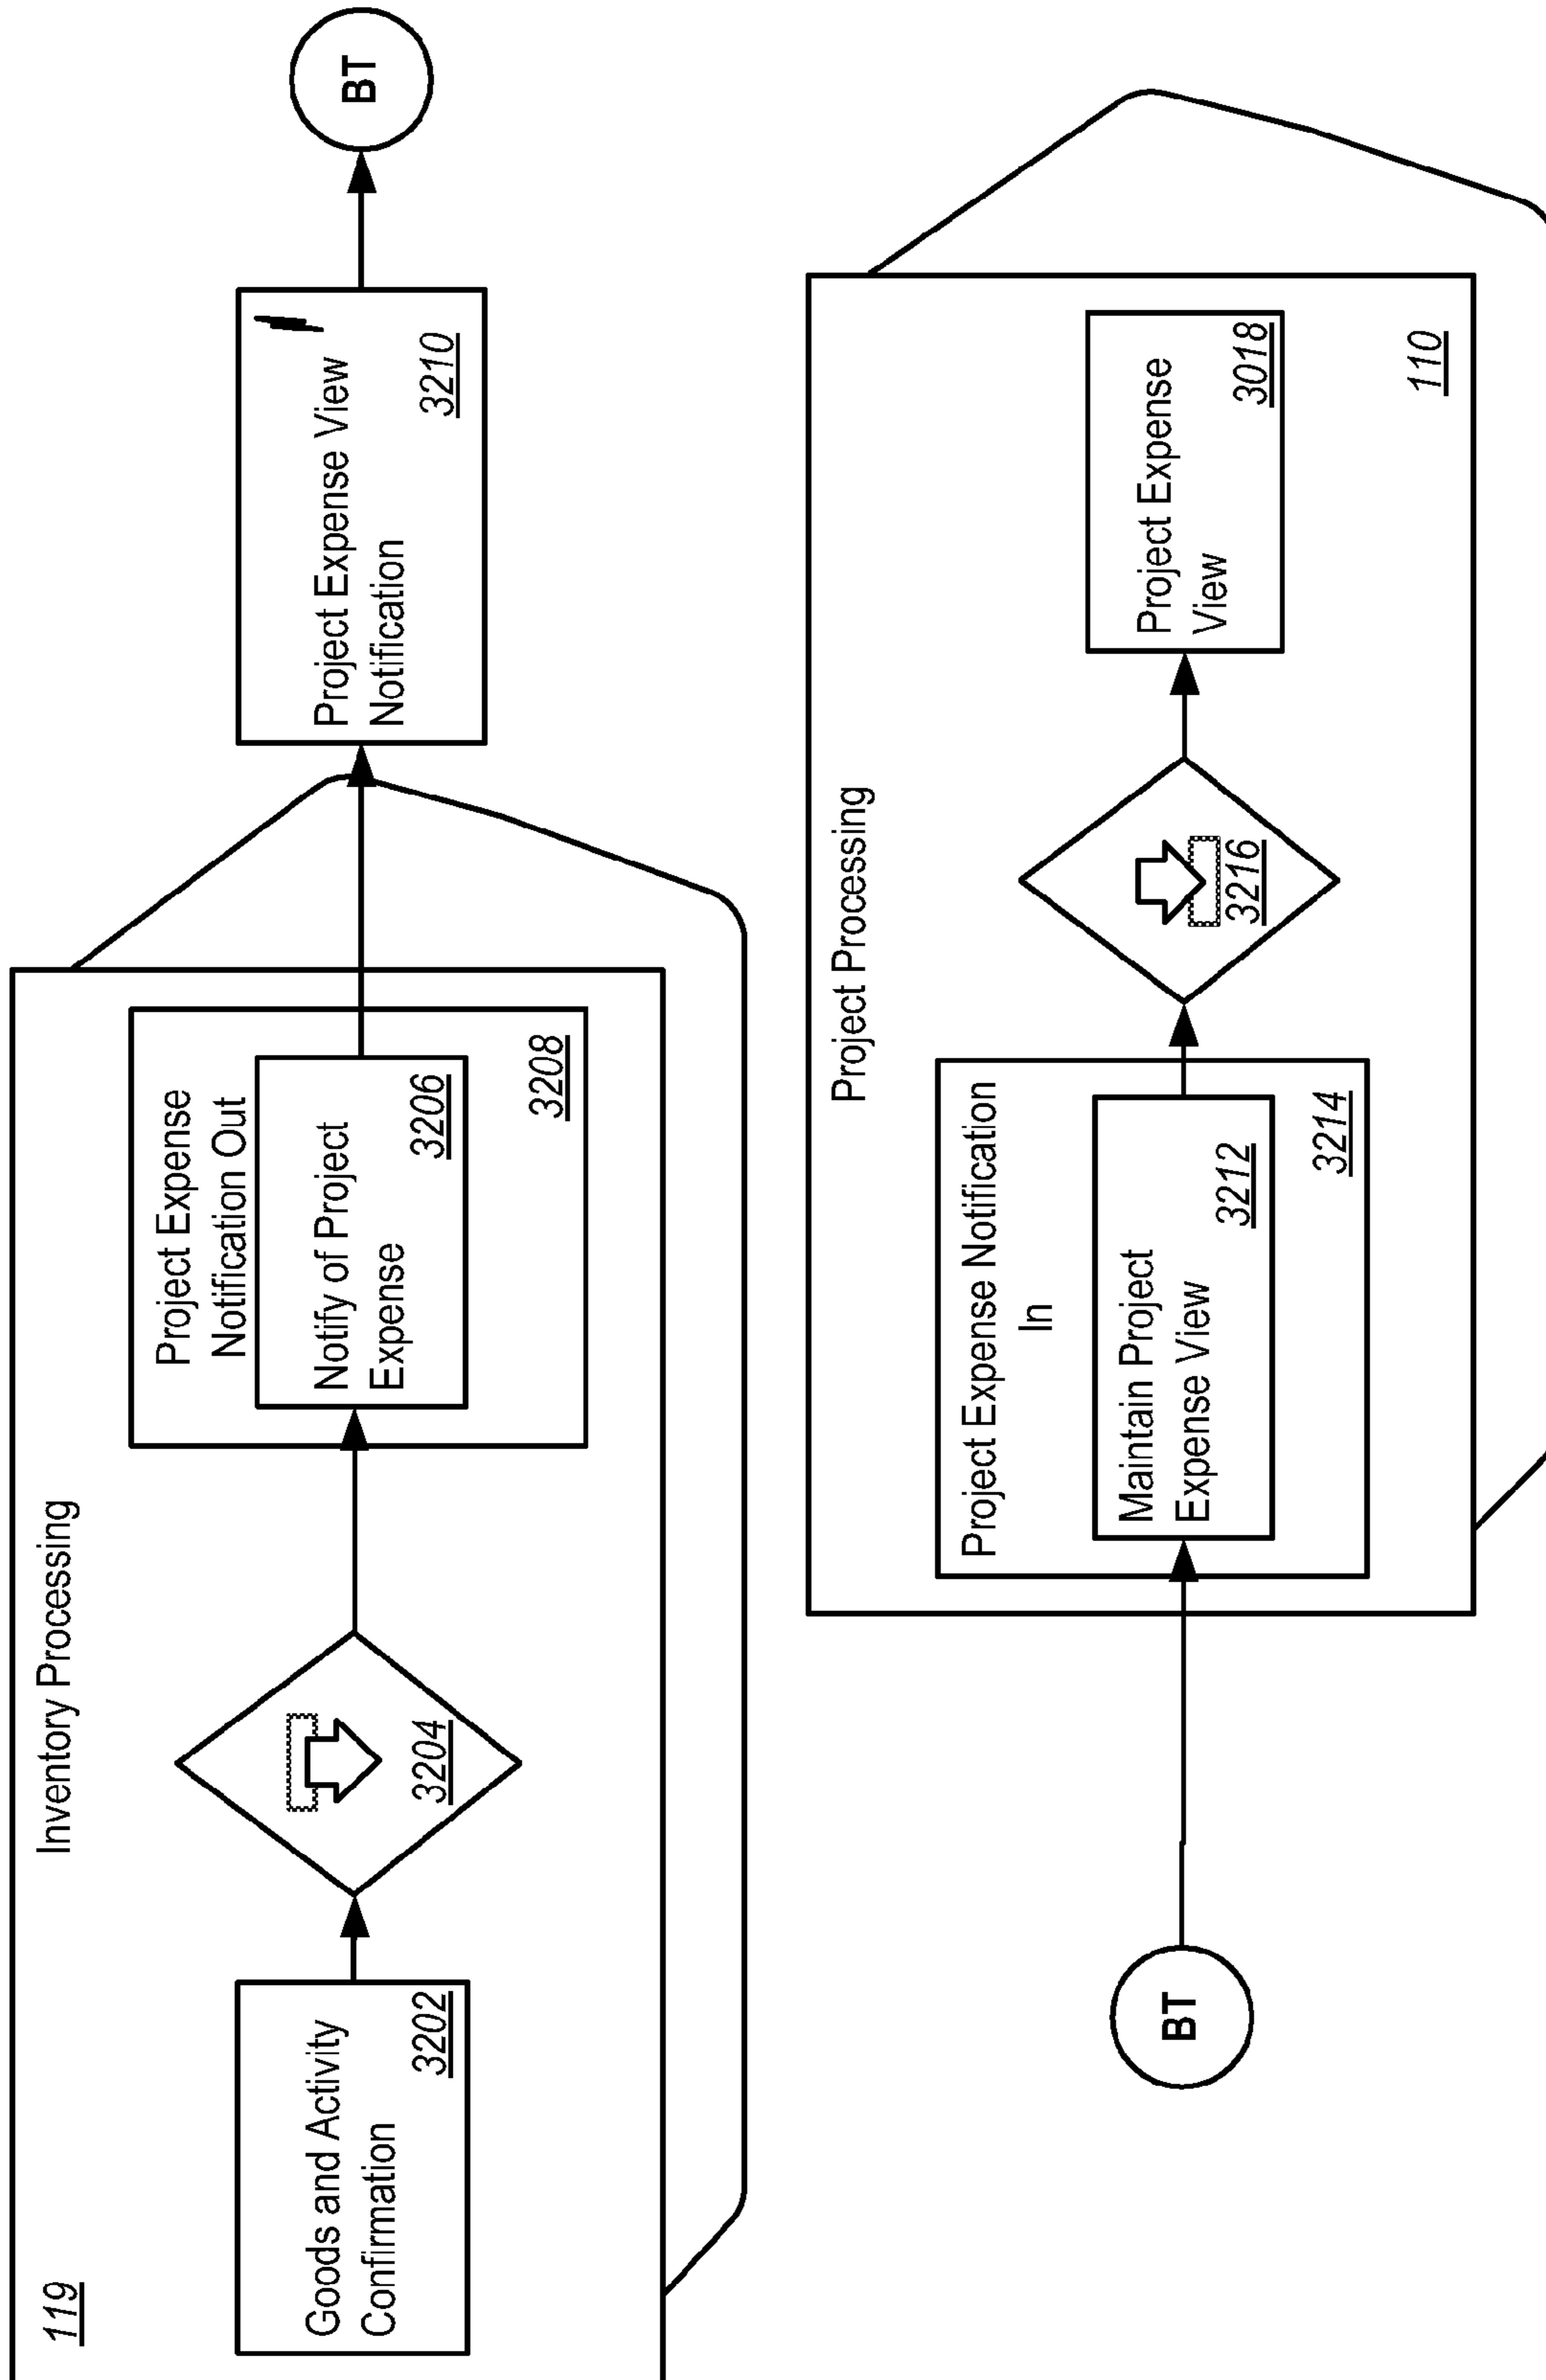 119
Inventory Processing
Goods and Activity
Confirmation
3202
3204
Project Expense
Notification Out
Notify of Project
Expense
3206
3208
Project Expense View
Notification
3210
BT
Project Processing
BT
Project Expense Notification
In
Maintain Project
Expense View
3212
3214
3216
Project Expense
View
3018
110